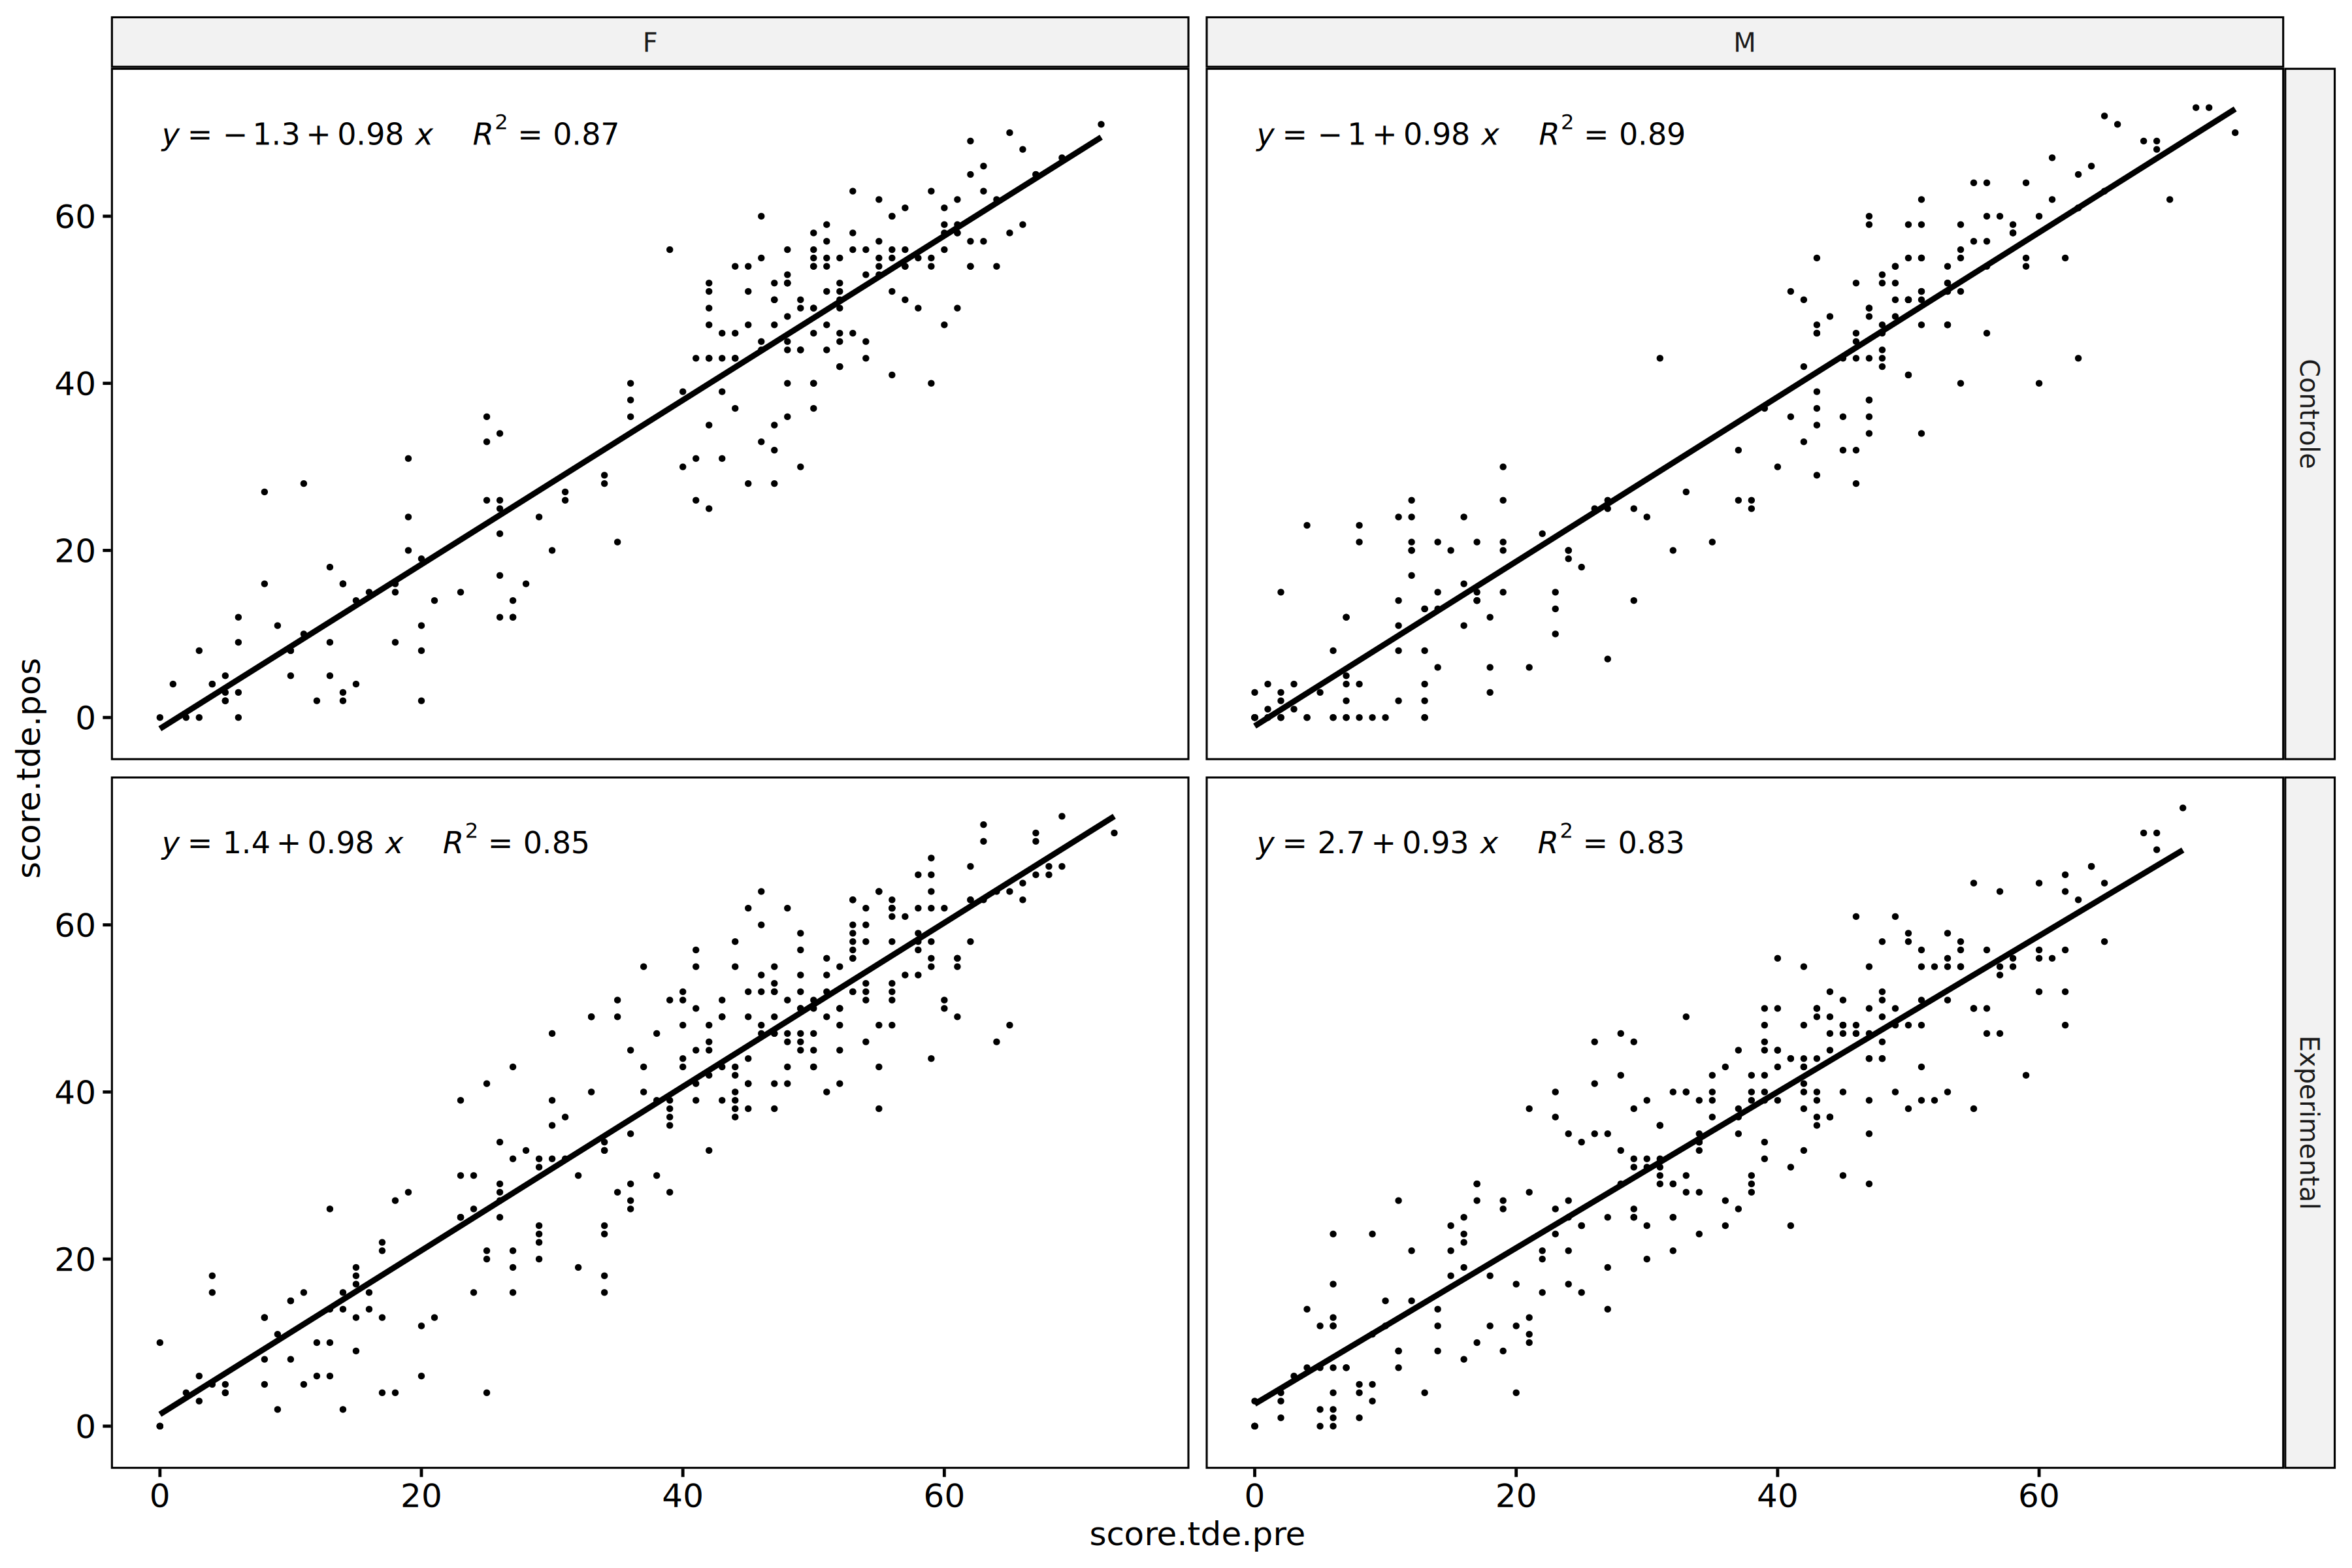 F
M
y = − 1.3 + 0.98 x R² = 0.87
y = − 1 + 0.98 x R² = 0.89
60
40
20
0
Controle
y = 1.4 + 0.98 x R² = 0.85
y = 2.7 + 0.93 x R² = 0.83
60
40
20
0
Experimental
score.tde.pos
0 20 40 60
0 20 40 60
score.tde.pre